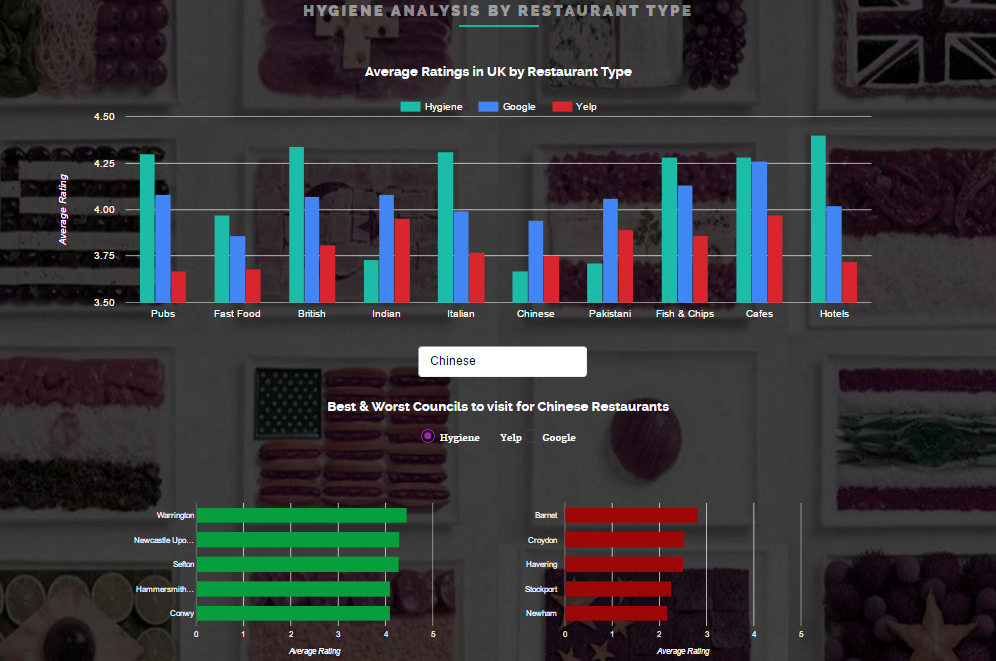 HYGIENE ANALYSIS BY RESTAURANT TYPE
Average Ratings in UK by Restaurant Type
Hygiene Google Yelp
4.50
4.25
4.00
3.75
3.50
Average Rating
Pubs Fast Food British Indian Italian Chinese Pakistani Fish & Chips Cafes Hotels
Chinese
Best & Worst Councils to visit for Chinese Restaurants
Hygiene Yelp Google
Warrington
Newcastle Upo...
Sefton
Hammersmith...
Conwy
0 1 2 3 4 5
Average Rating
Barnet
Croydon
Havering
Stockport
Newham
0 1 2 3 4 5
Average Rating